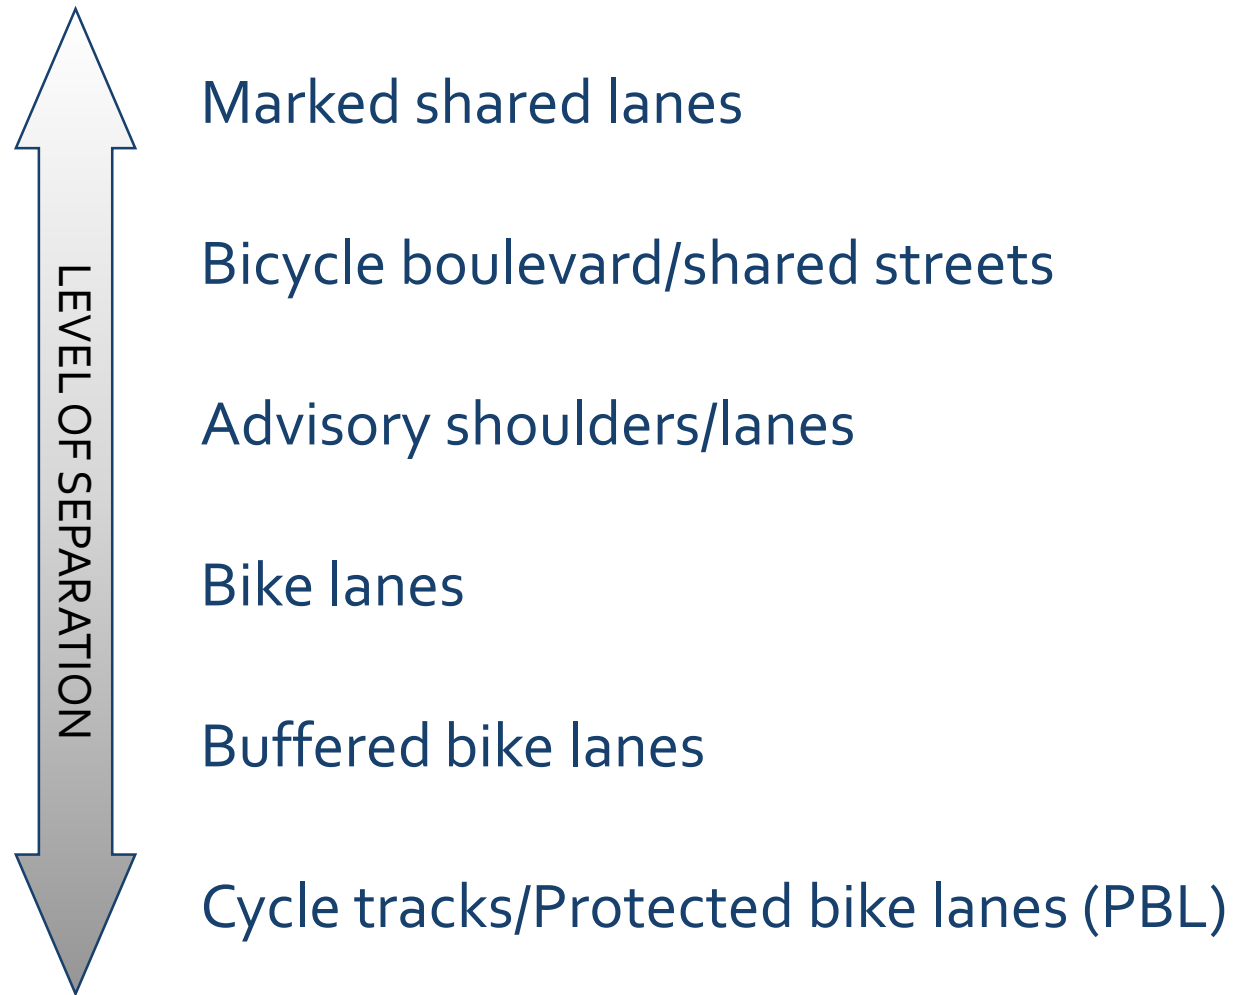 Marked shared lanes
Bicycle boulevard/shared streets
Advisory shoulders/lanes
Bike lanes
Buffered bike lanes
Cycle tracks/Protected bike lanes (PBL)
LEVEL OF SEPARATION